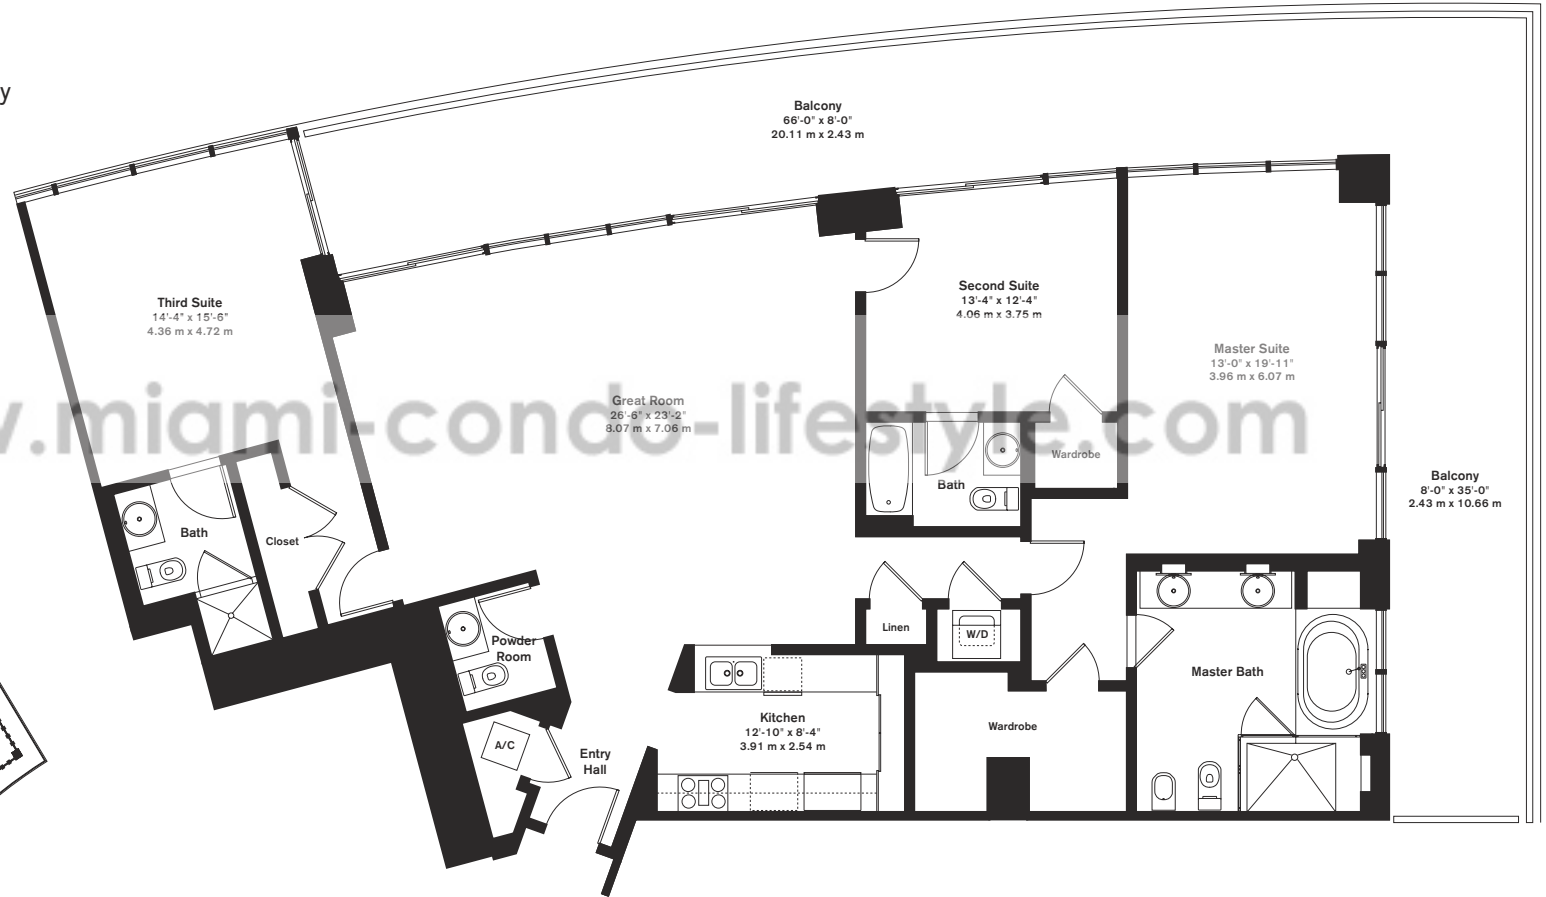 y
Balcony
66'-0" x 8'-0"
20.11 m x 2.43 m
Third Suite
14'-4" x 15'-6"
4.36 m x 4.72 m
Second Suite
13'-4" x 12'-4"
4.06 m x 3.75 m
Master Suite
13'-0" x 19'-11"
3.96 m x 6.07 m
Great Room
26'-6" x 23'-2"
8.07 m x 7.06 m
w.miami-condo-lifestyle.com
Wardrobe
Bath
Balcony
8'-0" x 35'-0"
2.43 m x 10.66 m
Bath
Closet
Linen
W/D
Powder
Room
Master Bath
Kitchen
12'-10" x 8'-4"
3.91 m x 2.54 m
Wardrobe
A/C
Entry
Hall